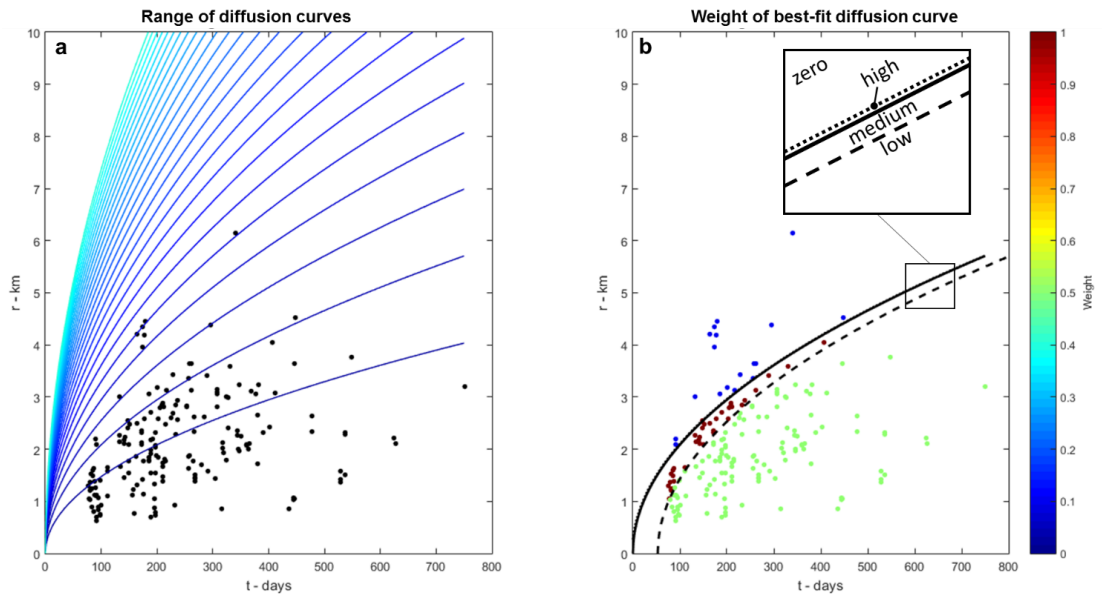 Range of diffusion curves
a
10
9
8
7
6
5
4
3
2
1
0
r - km
0 100 200 300 400 500 600 700 800
t - days
Weight of best-fit diffusion curve
b
10
9
8
7
6
5
4
3
2
1
0
r - km
0 100 200 300 400 500 600 700 800
t - days
zero
high
medium
low
1
0.9
0.8
0.7
0.6
0.5
0.4
0.3
0.2
0.1
0
Weight